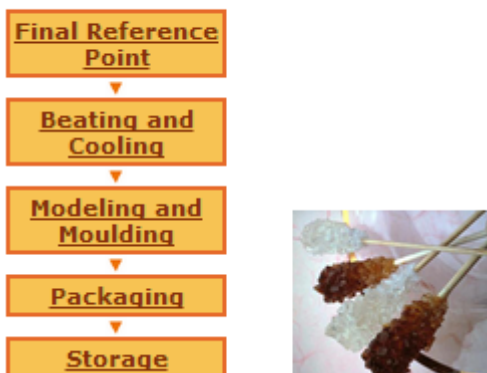 Final Reference
Point
Beating and
Cooling
Modeling and
Moulding
Packaging
Storage